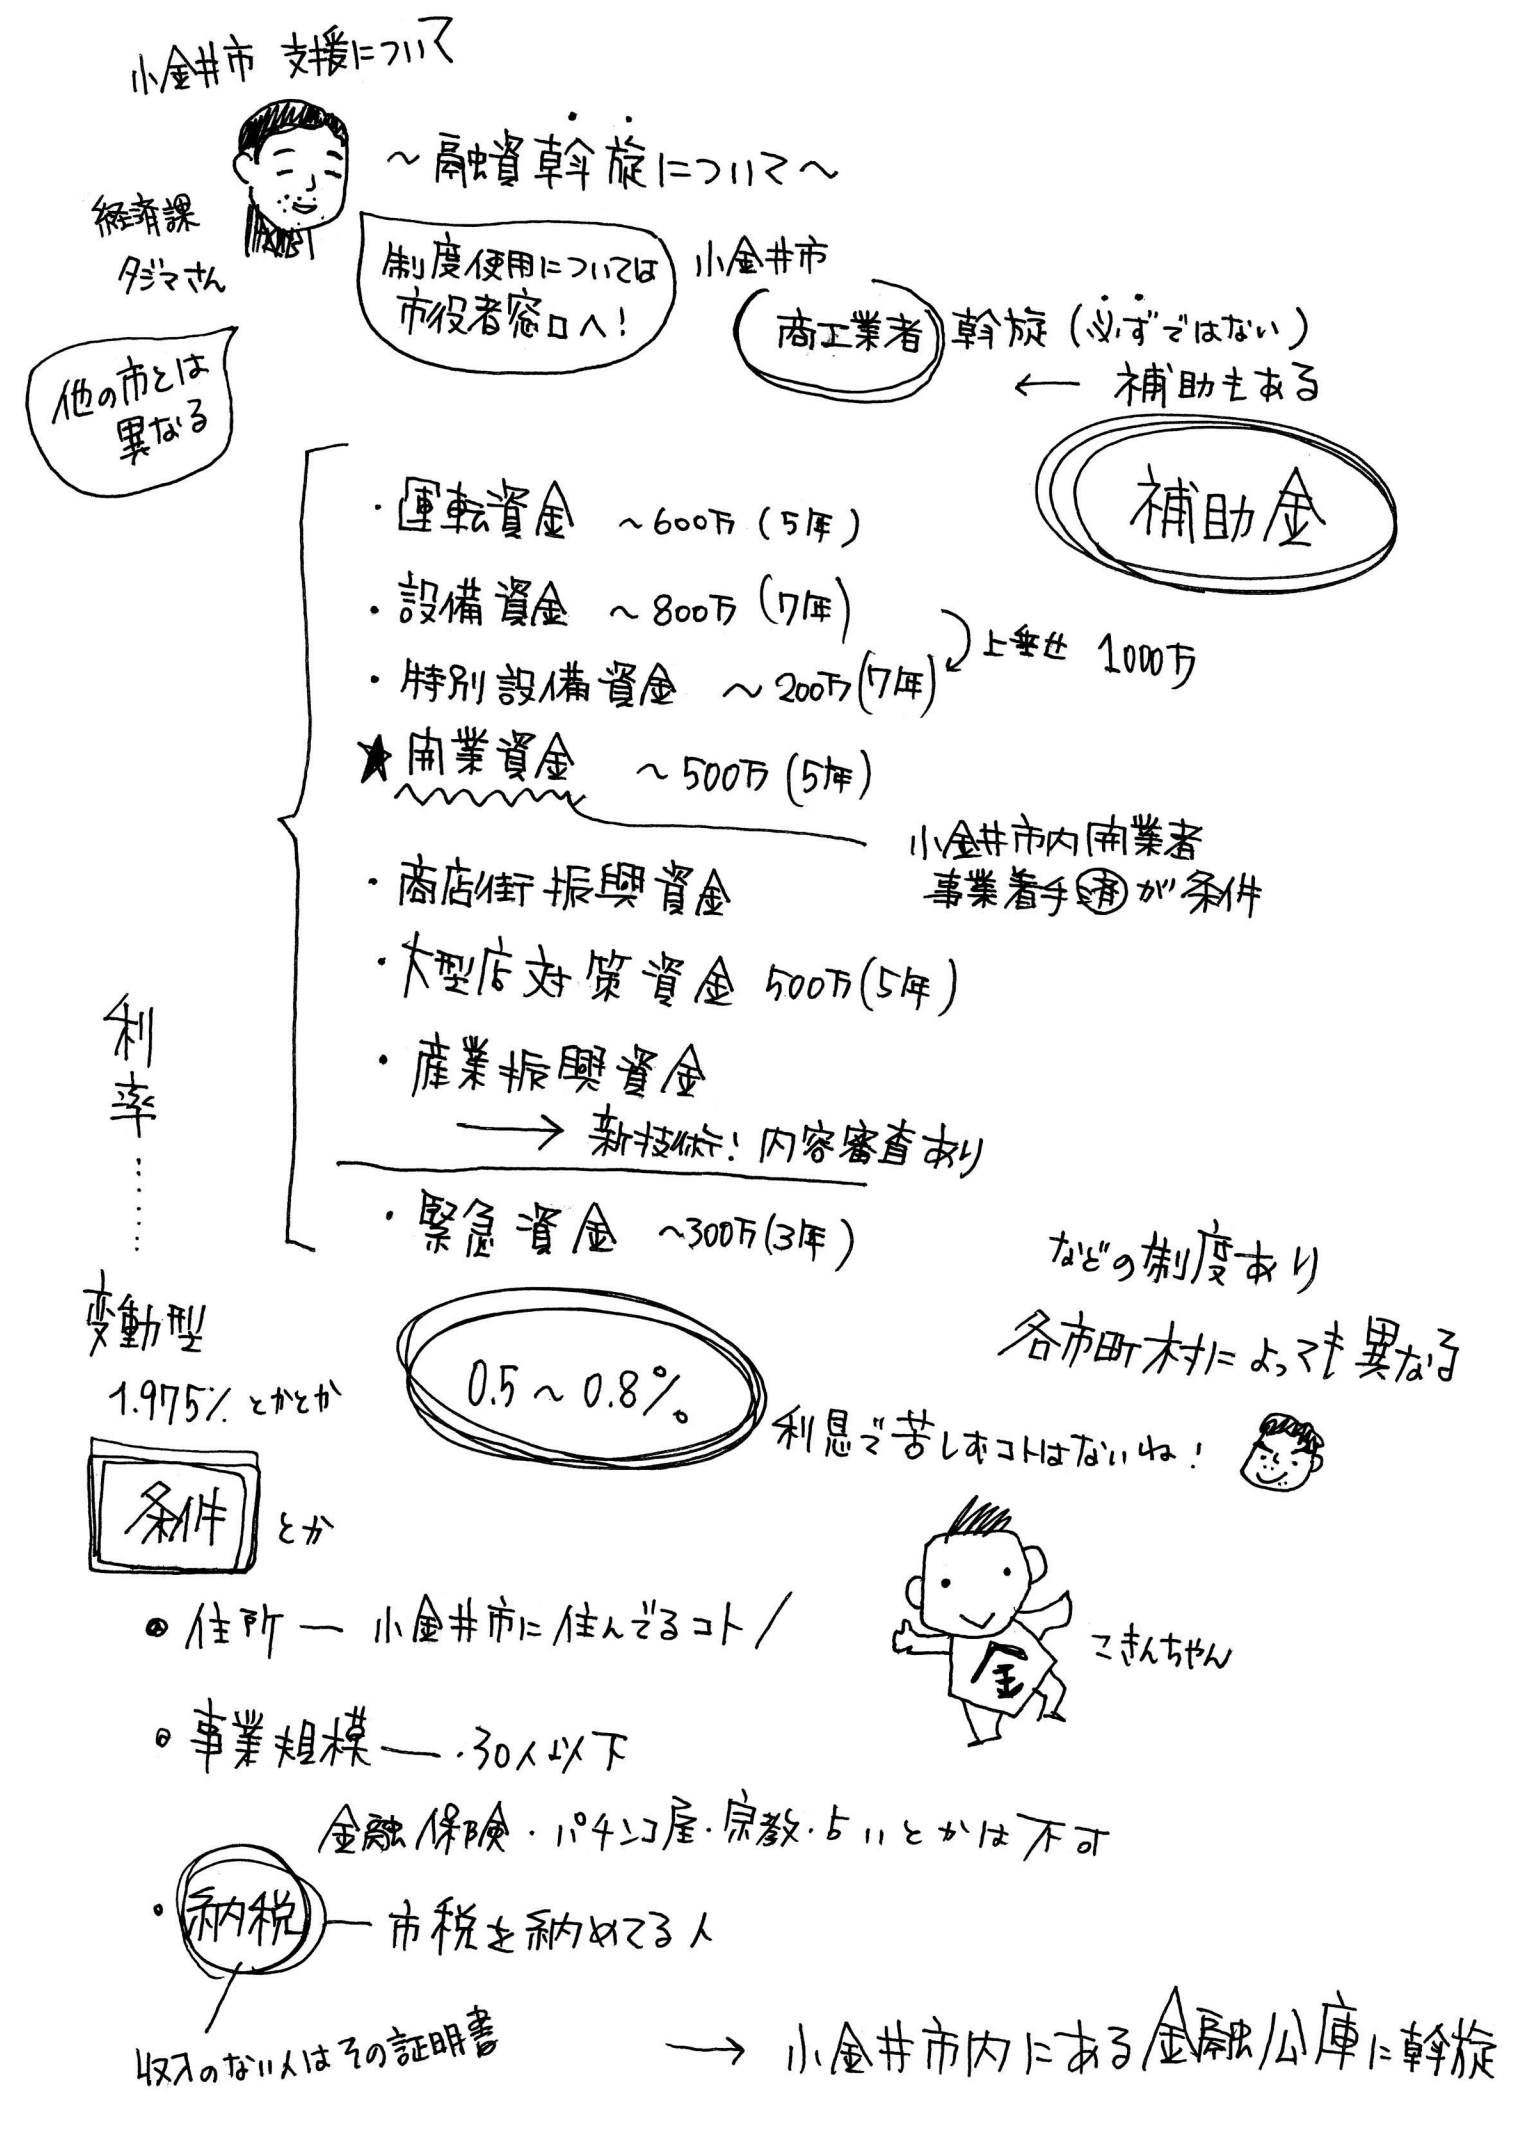 小金井市 支援について
〜融資斡旋について〜
経済課
タジマさん
制度使用については
市役者窓口へ!
他の市とは
異なる
小金井市
商工業者 斡旋(必ずではない)
← 補助もある
補助金
・運転資金 〜600万(5年)
・設備資金 〜800万(7年)
上乗せ 1000万
・特別設備資金 〜200万(7年)
★開業資金 〜500万(5年)
小金井市内開業者
事業着手済が条件
・商店街振興資金
・大型店対策資金 500万(5年)
・産業振興資金
→ 新技術! 内容審査あり
・緊急資金 〜300万(3年)
などの制度あり
各市町村によっても異なる
利率……
変動型
1.975%とかとか
0.5〜0.8%。
利息で苦しむコトはないね!
条件 とか
・住所 ― 小金井市に住んでるコト/
こきんちゃん
金
・事業規模 ―・30人以下
金融保険・パチンコ屋・宗教・占いとかは不可
・納税 ― 市税を納めてる人
収入のない人はその証明書
→ 小金井市内にある金融公庫に斡旋